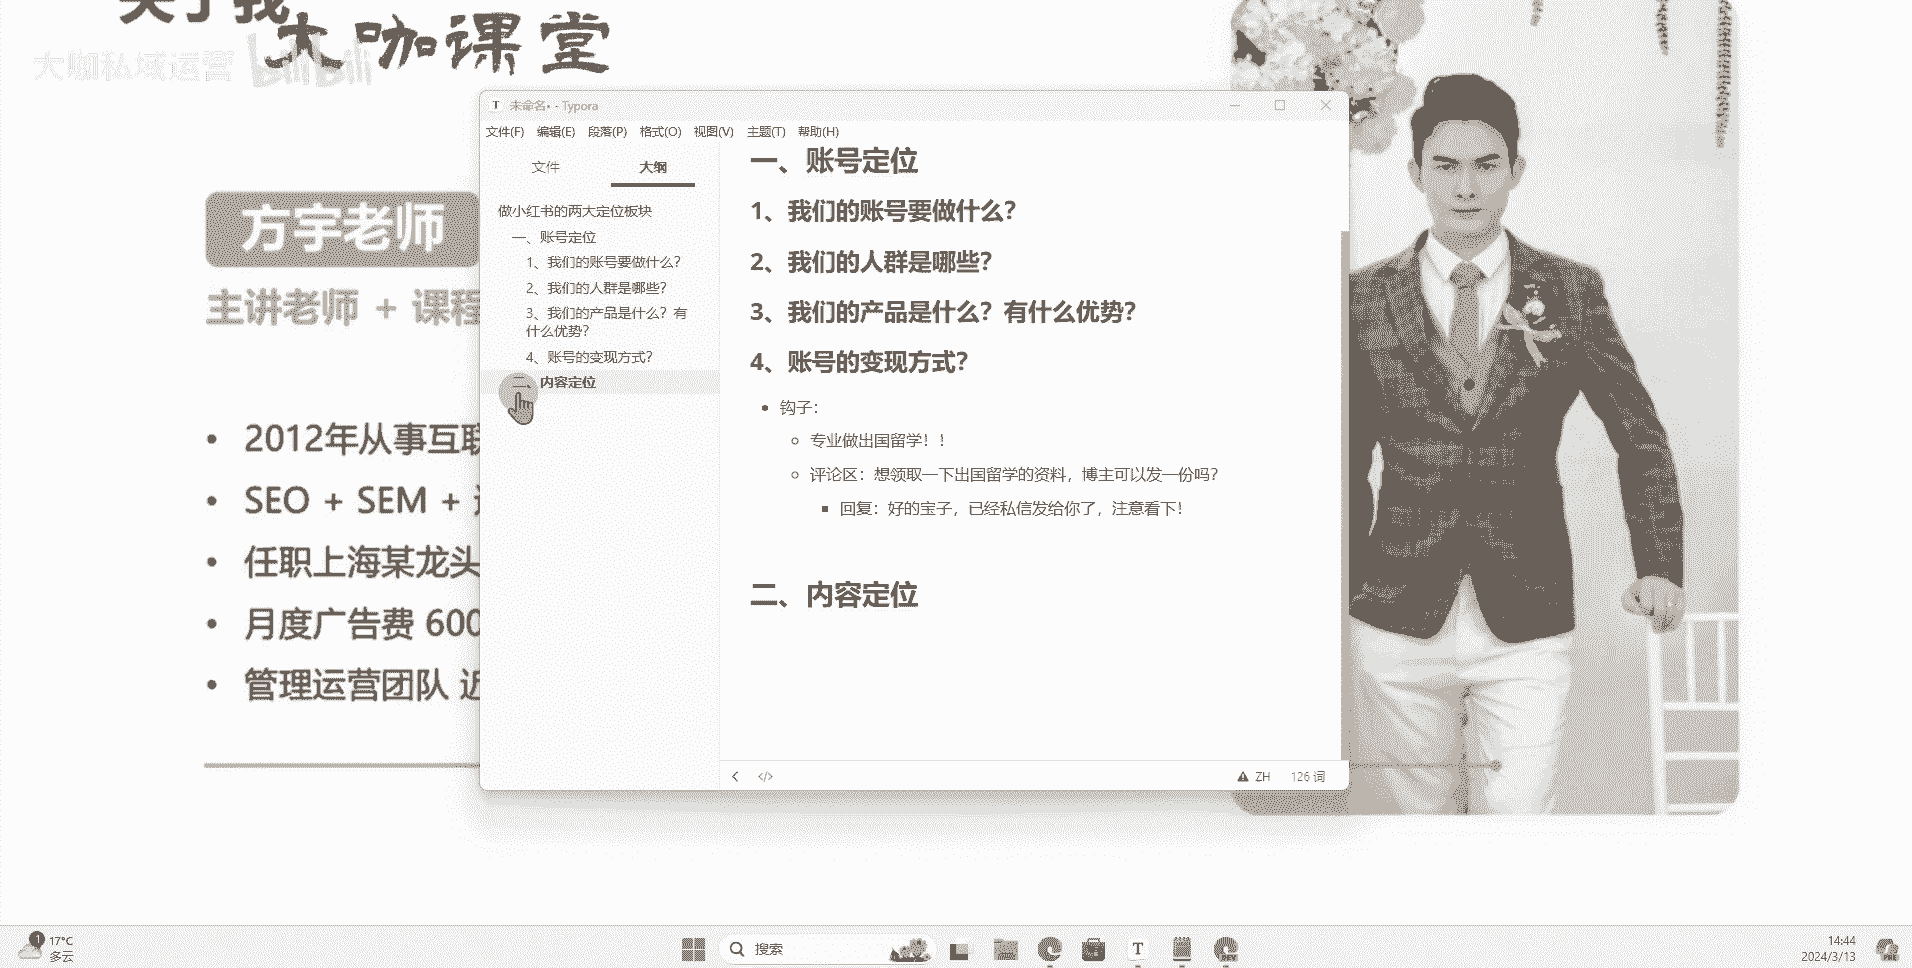 关于我
大咖课堂
大咖私域运营 bilibili
方宇老师
主讲老师 + 课程
2012年从事互联
SEO + SEM +
任职上海某龙头
月度广告费 600
管理运营团队 近
T 未命名• - Typora
文件(F) 编辑(E) 段落(P) 格式(O) 视图(V) 主题(T) 帮助(H)
文件 大纲
做小红书的两大定位板块
一、账号定位
1、我们的账号要做什么?
2、我们的人群是哪些?
3、我们的产品是什么? 有
什么优势?
4、账号的变现方式?
二、内容定位
一、账号定位
1、我们的账号要做什么?
2、我们的人群是哪些?
3、我们的产品是什么? 有什么优势?
4、账号的变现方式?
钩子:
专业做出国留学! !
评论区: 想领取一下出国留学的资料, 博主可以发一份吗?
回复: 好的宝子, 已经私信发给你了, 注意看下!
二、内容定位
</> ZH 126 词
1 17°C
多云
搜索
T
DEV
14:44
2024/3/13
PRE